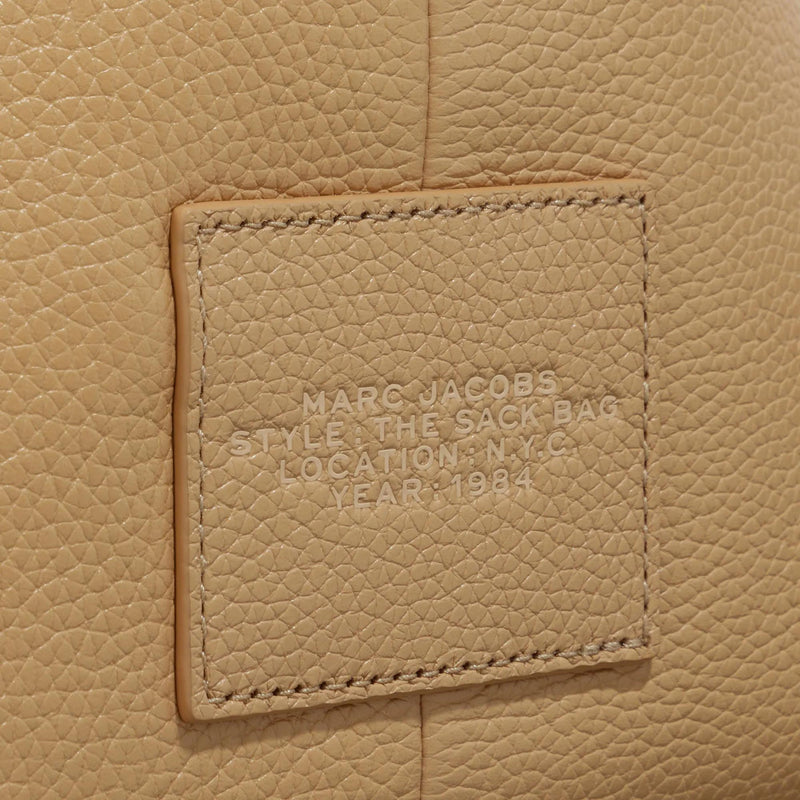 MARC JACOBS
STYLE: THE SACK BAG
LOCATION: N.Y.C.
YEAR: 1984